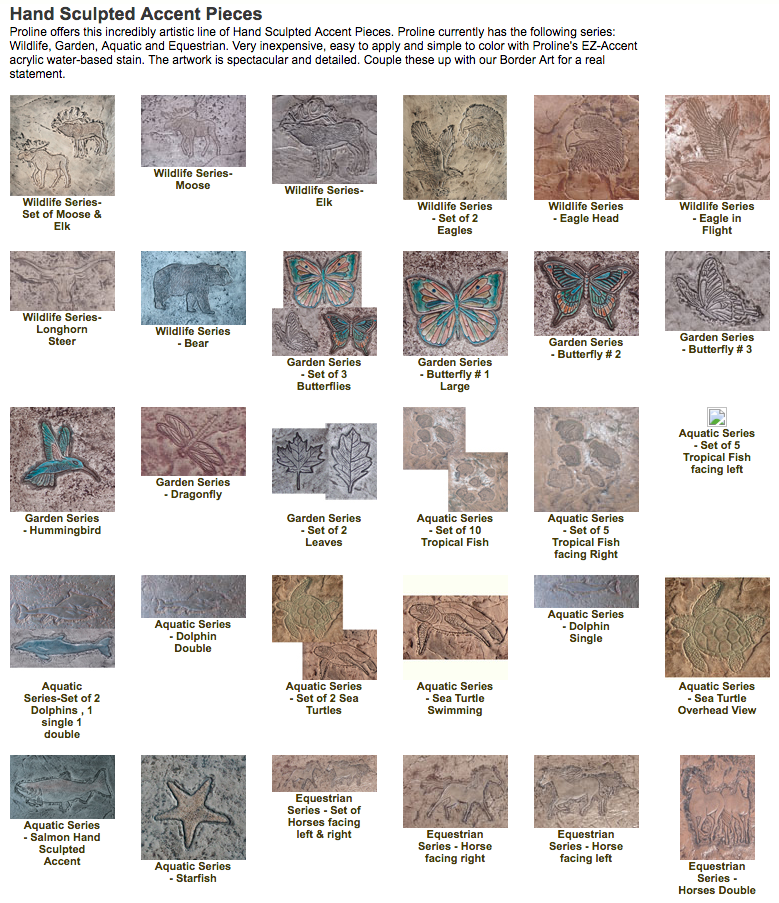 Hand Sculpted Accent Pieces
Proline offers this incredibly artistic line of Hand Sculpted Accent Pieces. Proline currently has the following series:
Wildlife, Garden, Aquatic and Equestrian. Very inexpensive, easy to apply and simple to color with Proline's EZ-Accent
acrylic water-based stain. The artwork is spectacular and detailed. Couple these up with our Border Art for a real
statement.
Wildlife Series-
Set of Moose &
Elk
Wildlife Series-
Moose
Wildlife Series-
Elk
Wildlife Series
- Set of 2
Eagles
Wildlife Series
- Eagle Head
Wildlife Series
- Eagle in
Flight
Wildlife Series-
Longhorn
Steer
Wildlife Series
- Bear
Garden Series
- Set of 3
Butterflies
Garden Series
- Butterfly # 1
Large
Garden Series
- Butterfly # 2
Garden Series
- Butterfly # 3
Garden Series
- Hummingbird
Garden Series
- Dragonfly
Garden Series
- Set of 2
Leaves
Aquatic Series
- Set of 10
Tropical Fish
Aquatic Series
- Set of 5
Tropical Fish
facing Right
Aquatic Series
- Set of 5
Tropical Fish
facing left
Aquatic
Series-Set of 2
Dolphins , 1
single 1
double
Aquatic Series
- Dolphin
Double
Aquatic Series
- Set of 2 Sea
Turtles
Aquatic Series
- Sea Turtle
Swimming
Aquatic Series
- Dolphin
Single
Aquatic Series
- Sea Turtle
Overhead View
Aquatic Series
- Salmon Hand
Sculpted
Accent
Aquatic Series
- Starfish
Equestrian
Series - Set of
Horses facing
left & right
Equestrian
Series - Horse
facing right
Equestrian
Series - Horse
facing left
Equestrian
Series -
Horses Double